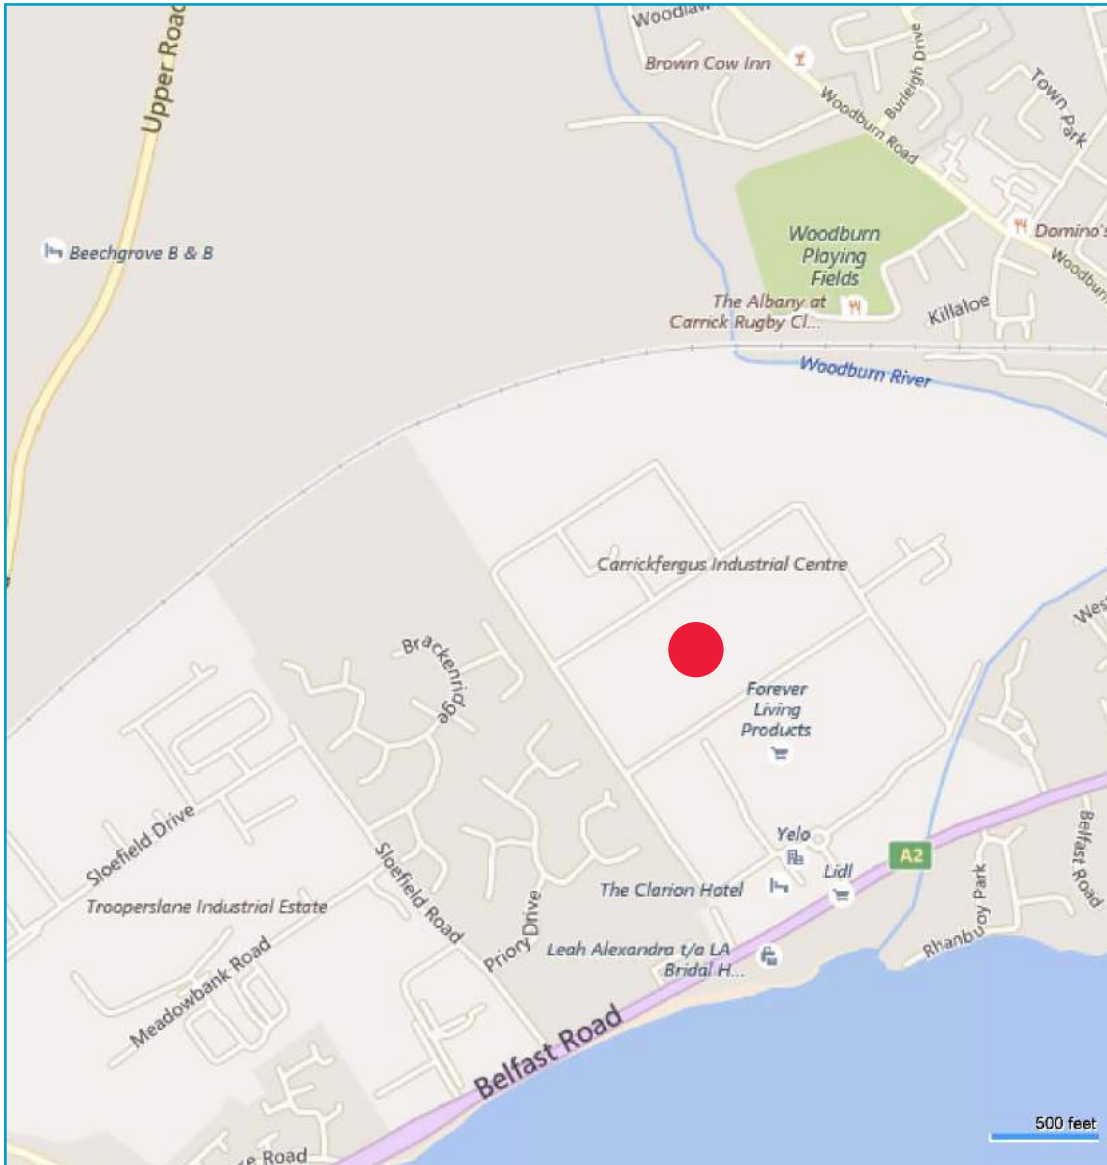 Upper Road
Woodlaw
Brown Cow Inn
Burleigh Drive
Town
Park
Woodburn Road
Beechgrove B & B
Woodburn
Playing
Fields
Domino's
Woodburn
The Albany at
Carrick Rugby Cl...
Killaloe
Woodburn River
Carrickfergus Industrial Centre
West
Brackenridge
Forever
Living
Products
Sloefield Drive
Sloefield Road
Yelo
A2
Lidl
Belfast Road
The Clarion Hotel
Trooperslane Industrial Estate
Priory Drive
Rhanbuoy Park
Leah Alexandra t/a LA
Bridal H...
Meadowbank Road
Belfast Road
500 feet
e Road